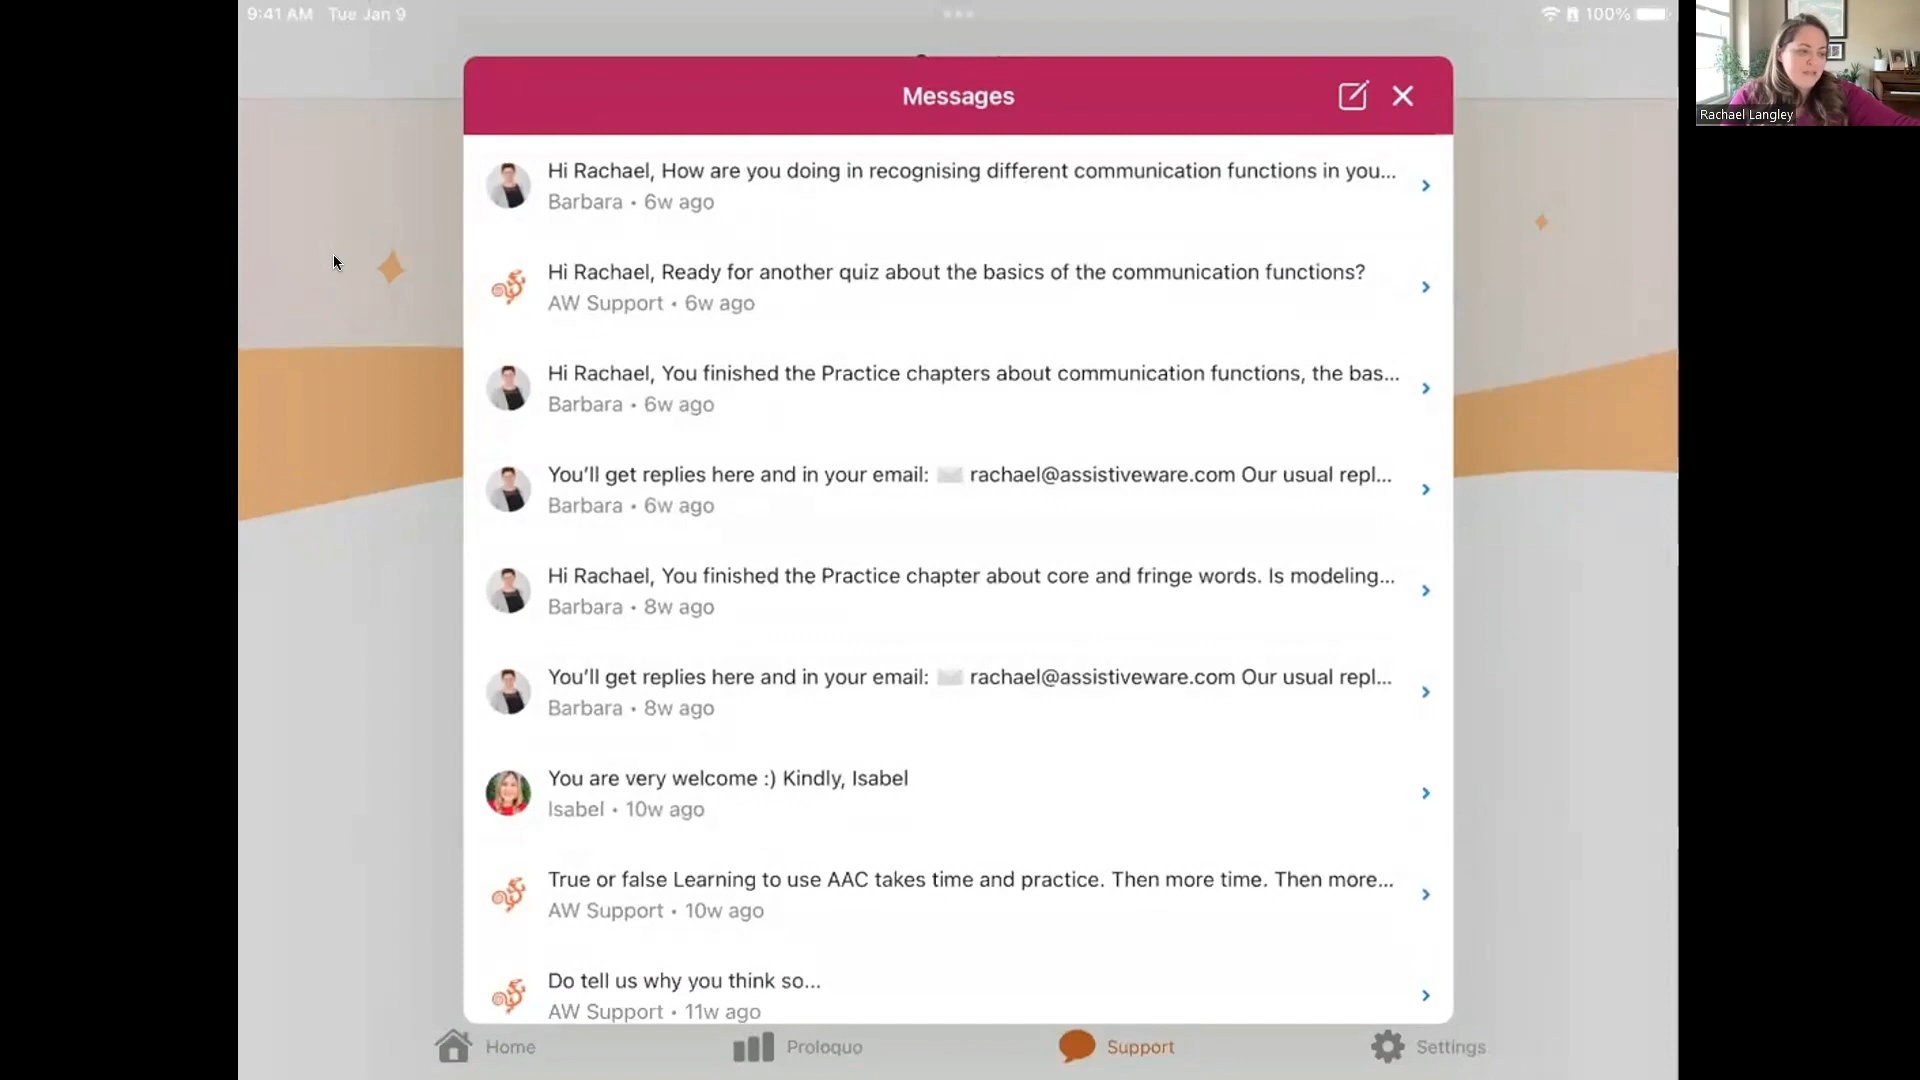 9:41 AM Tue Jan 9
100%
Messages
Rachael Langley
Hi Rachael, How are you doing in recognising different communication functions in you...
Barbara • 6w ago
Hi Rachael, Ready for another quiz about the basics of the communication functions?
AW Support • 6w ago
Hi Rachael, You finished the Practice chapters about communication functions, the bas...
Barbara • 6w ago
You’ll get replies here and in your email: ✉️ rachael@assistiveware.com Our usual repl...
Barbara • 6w ago
Hi Rachael, You finished the Practice chapter about core and fringe words. Is modeling...
Barbara • 8w ago
You’ll get replies here and in your email: ✉️ rachael@assistiveware.com Our usual repl...
Barbara • 8w ago
You are very welcome :) Kindly, Isabel
Isabel • 10w ago
True or false Learning to use AAC takes time and practice. Then more time. Then more...
AW Support • 10w ago
Do tell us why you think so...
AW Support • 11w ago
Home Proloquo Support Settings